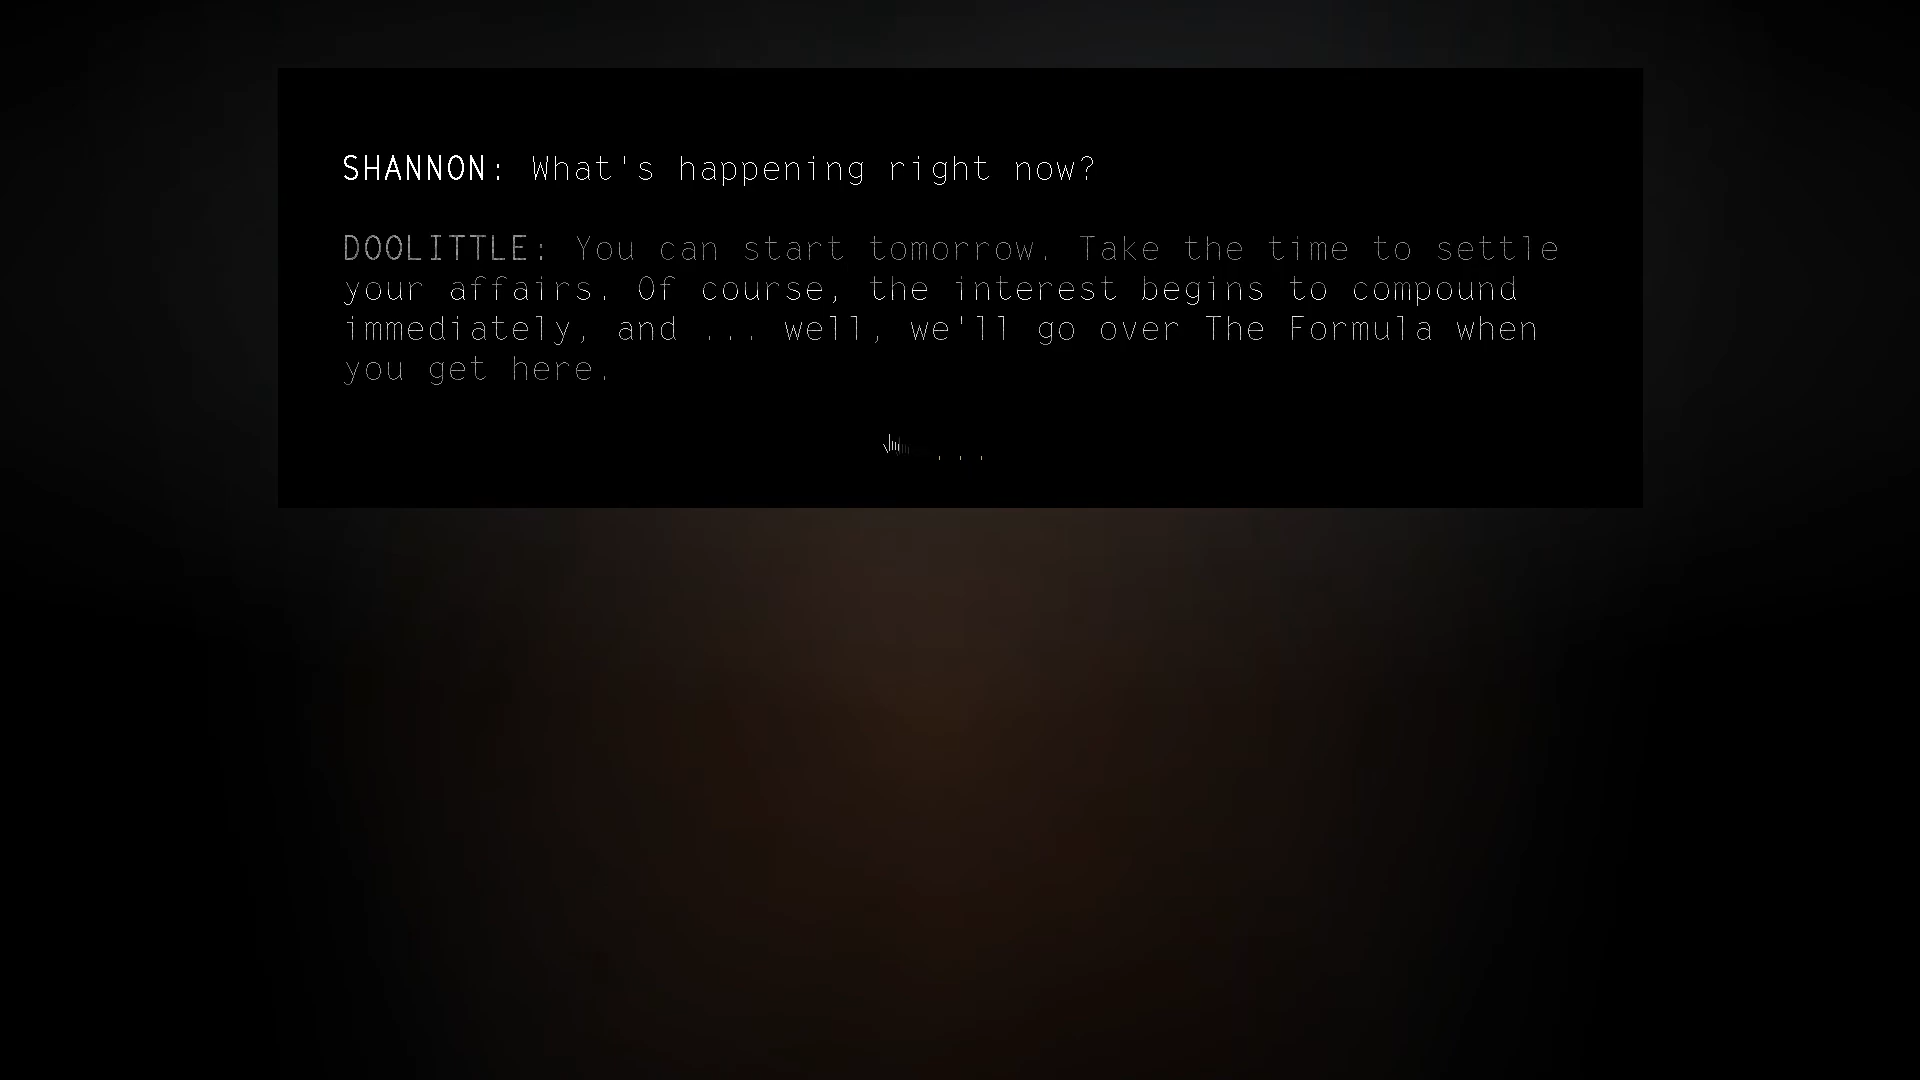 SHANNON: What's happening right now?
DOOLITTLE: You can start tomorrow. Take the time to settle
your affairs. Of course, the interest begins to compound
immediately, and ... well, we'll go over The Formula when
you get here.
...